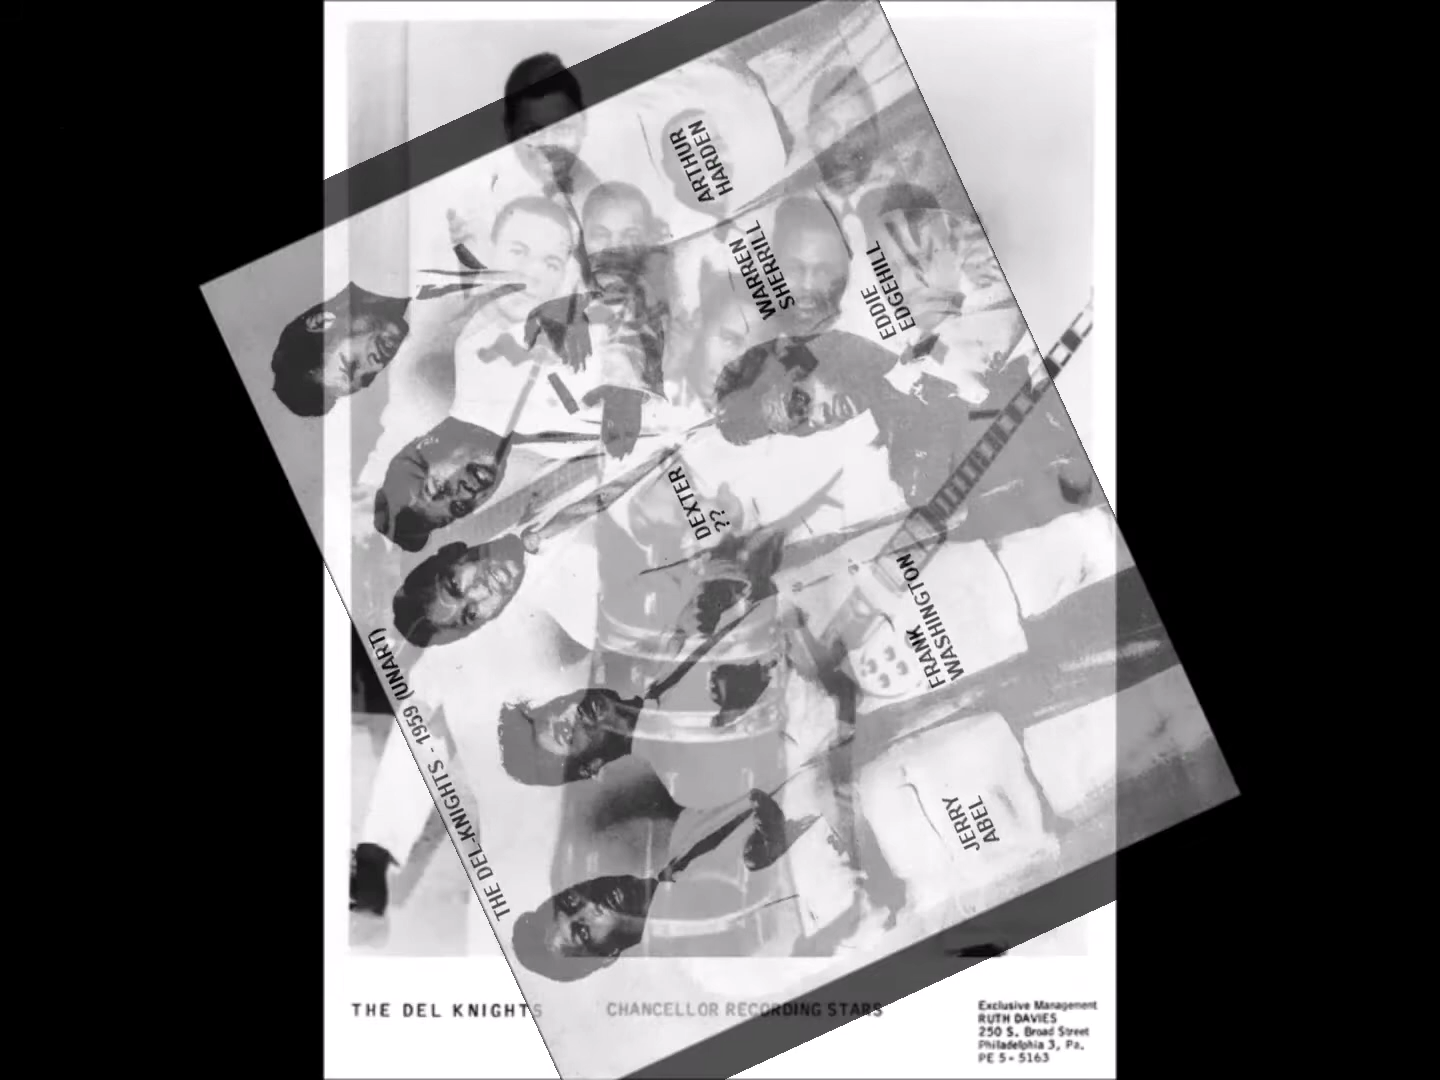 ARTHUR
HARDEN
WARREN
SHERRILL
EDDIE
EDGEHILL
DEXTER
??
FRANK
WASHINGTON
JERRY
ABEL
THE DEL-KNIGHTS - 1959 (UNART)
THE DEL KNIGHTS
CHANCELLOR RECORDING STARS
Exclusive Management
RUTH DAVIES
250 S. Broad Street
Philadelphia 3, Pa.
PE 5-5163